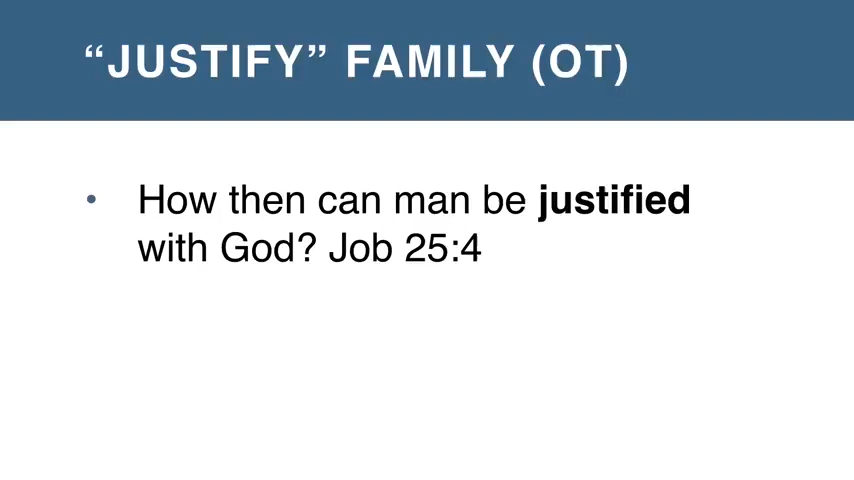 “JUSTIFY” FAMILY (OT)
• How then can man be justified
with God? Job 25:4